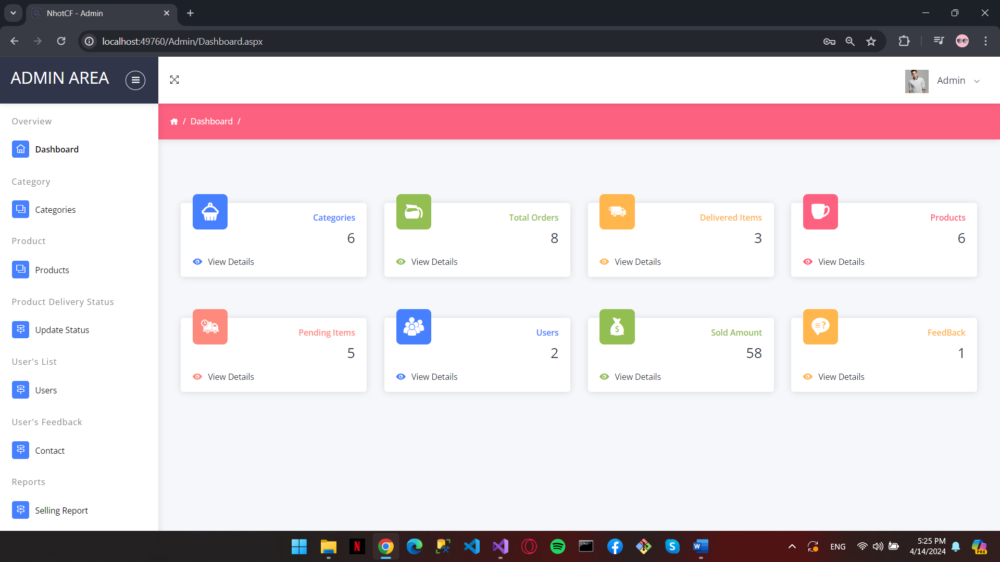 NhotCF - Admin
localhost:49760/Admin/Dashboard.aspx
ADMIN AREA
Admin
/ Dashboard /
Overview
Dashboard
Category
Categories
Product
Products
Product Delivery Status
Update Status
User's List
Users
User's Feedback
Contact
Reports
Selling Report
Categories
6
View Details
Total Orders
8
View Details
Delivered Items
3
View Details
Products
6
View Details
Pending Items
5
View Details
Users
2
View Details
$
Sold Amount
58
View Details
=?
FeedBack
1
View Details
N
S
W
ENG
5:25 PM
4/14/2024
PRE